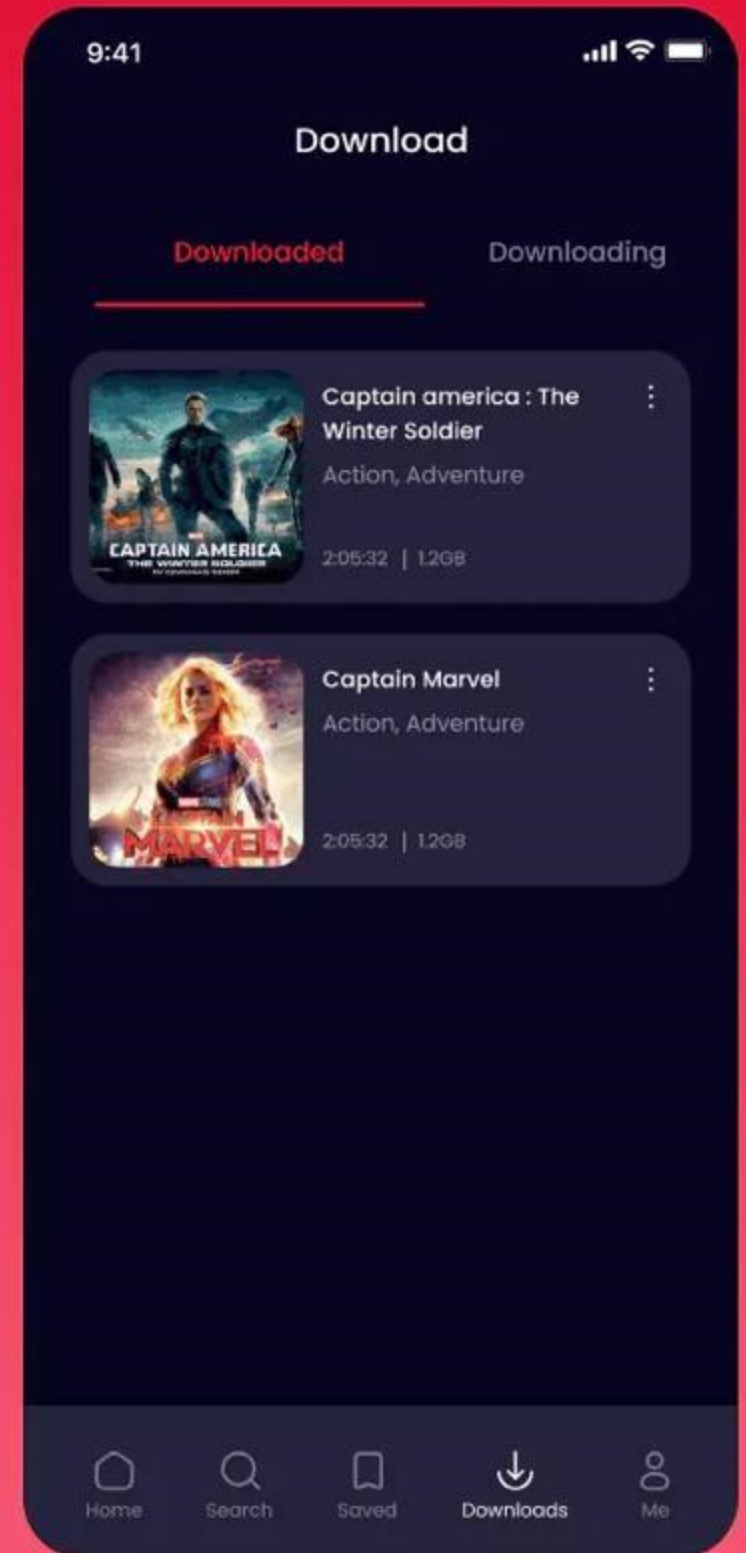 9:41
Download
Downloaded
Downloading
Captain america : The
Winter Soldier
Action, Adventure
2:05:32 | 1.2GB
CAPTAIN AMERICA
THE WINTER SOLDIER
Captain Marvel
Action, Adventure
2:05:32 | 1.2GB
CAPTAIN
MARVEL
Home
Search
Saved
Downloads
Me